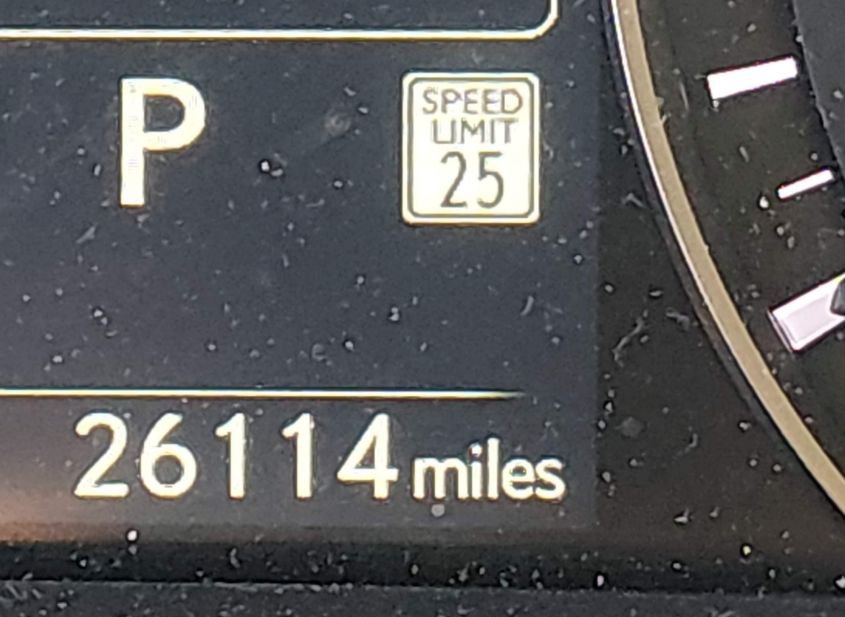 P
SPEED
LIMIT
25
26114 miles